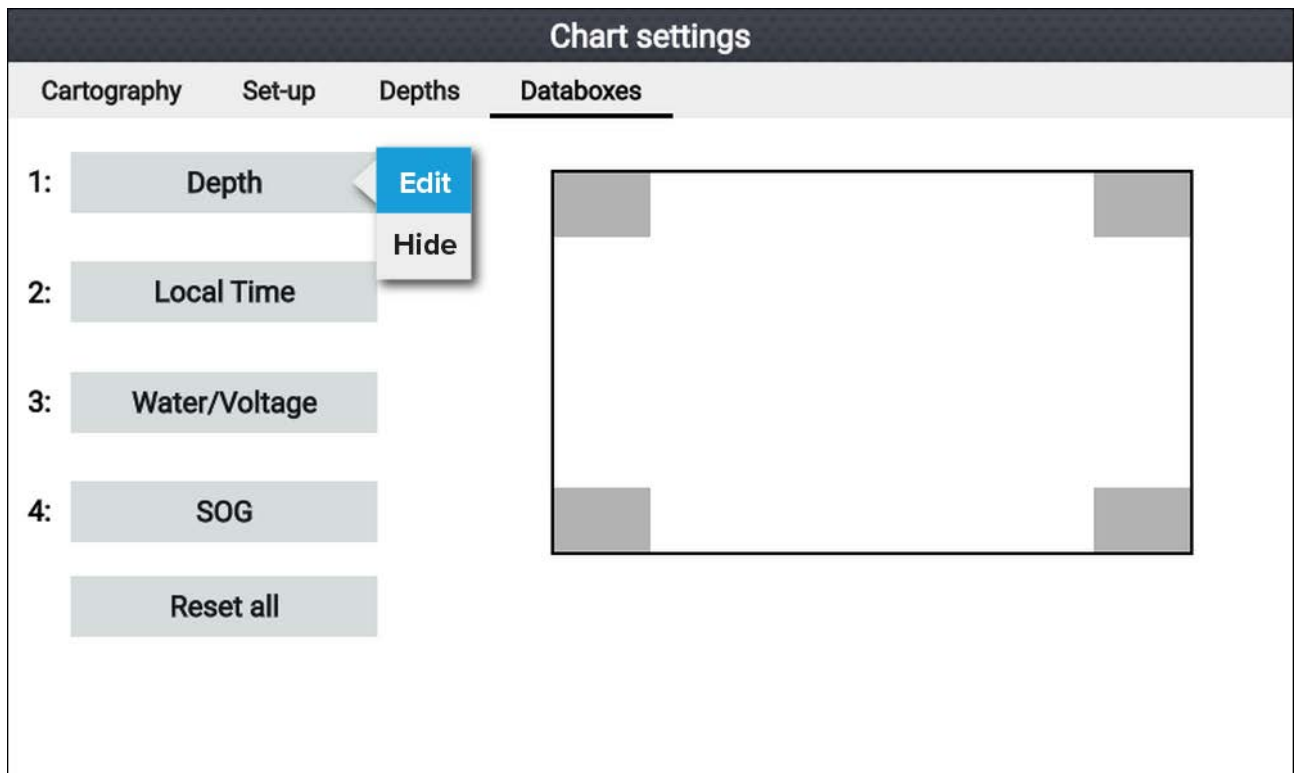 Chart settings
Cartography Set-up Depths Databoxes
1: Depth Edit
Hide
2: Local Time
3: Water/Voltage
4: SOG
Reset all